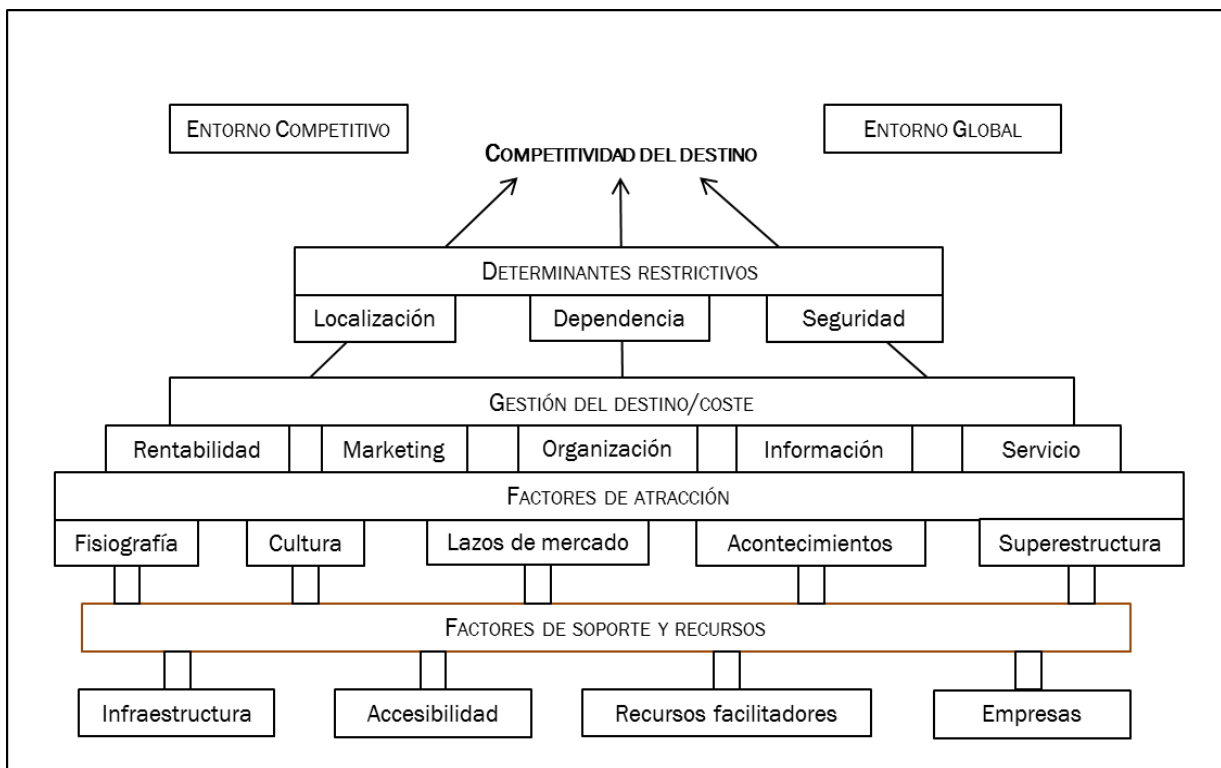 ENTORNO COMPETITIVO
ENTORNO GLOBAL
COMPETITIVIDAD DEL DESTINO
DETERMINANTES RESTRICTIVOS
Localización
Dependencia
Seguridad
GESTIÓN DEL DESTINO/COSTE
Rentabilidad
Marketing
Organización
Información
Servicio
FACTORES DE ATRACCIÓN
Fisiografía
Cultura
Lazos de mercado
Acontecimientos
Superestructura
FACTORES DE SOPORTE Y RECURSOS
Infraestructura
Accesibilidad
Recursos facilitadores
Empresas